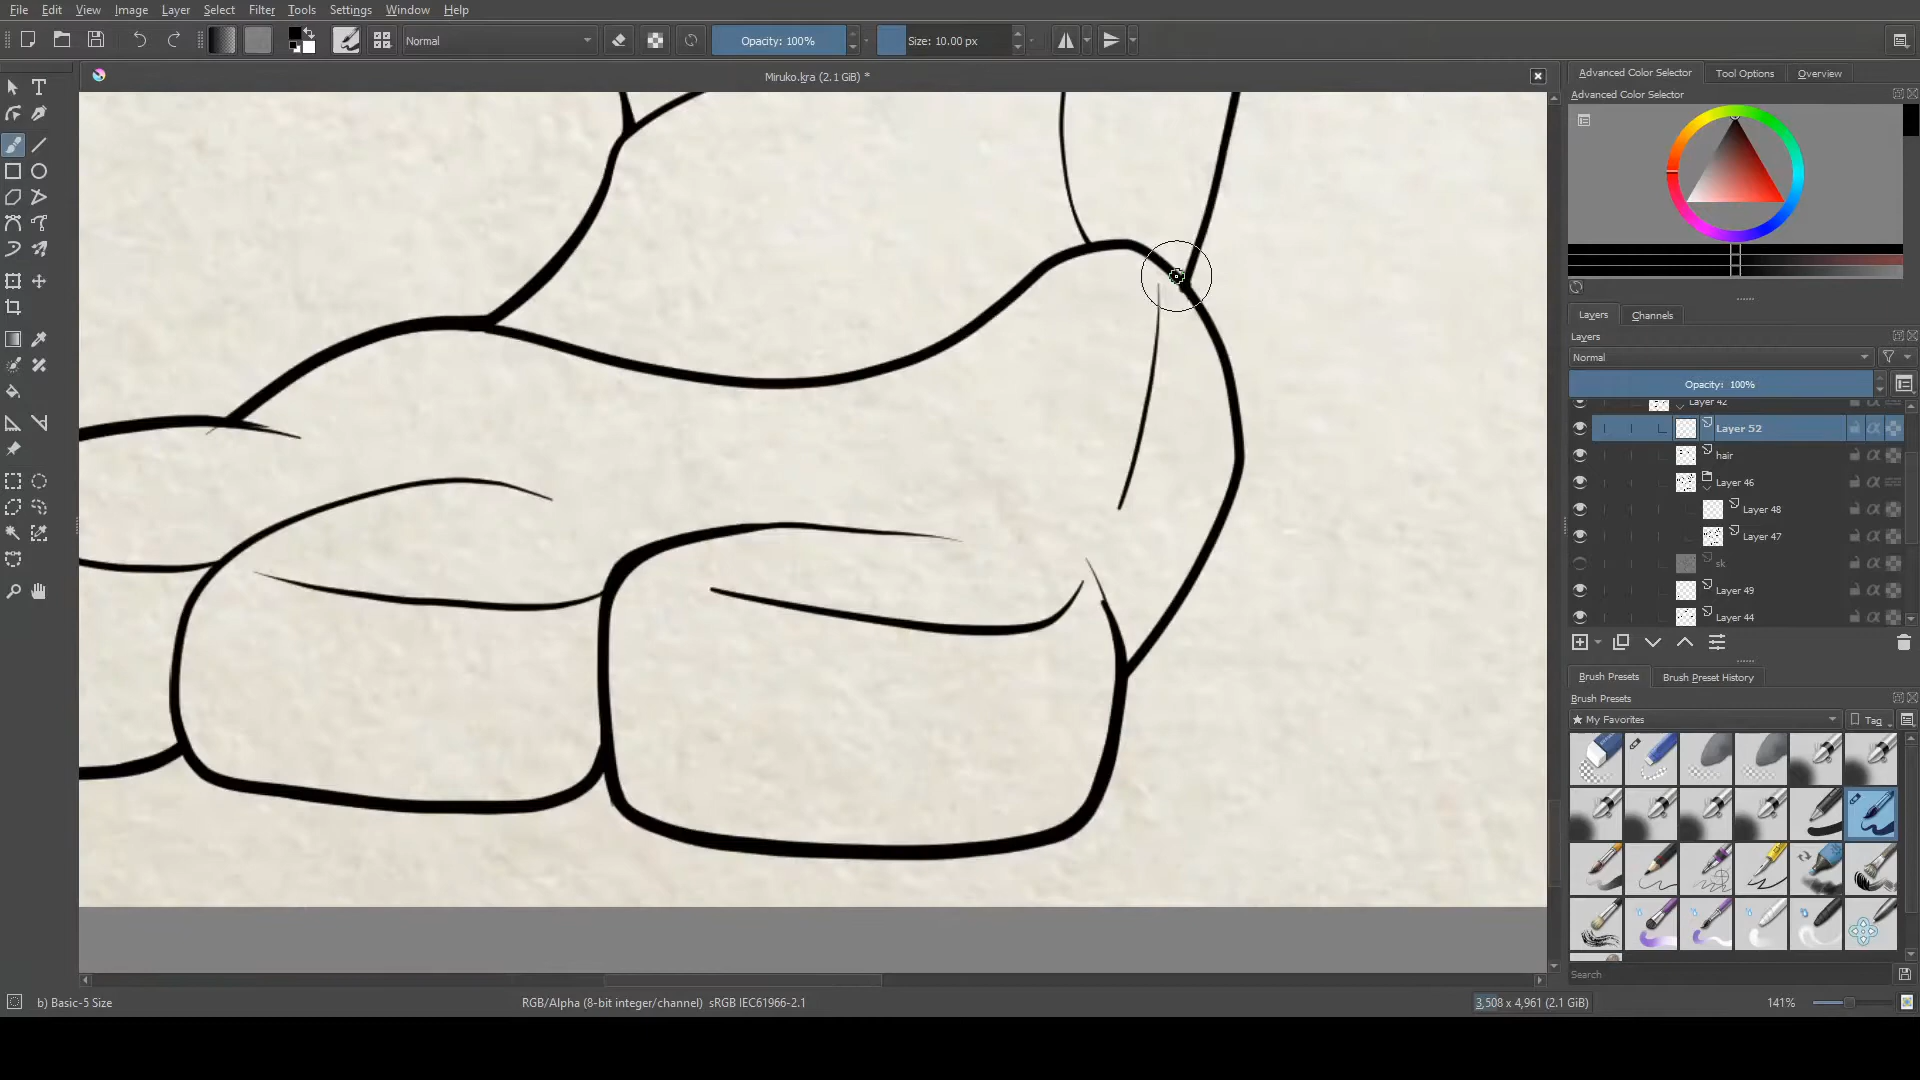 File Edit View Image Layer Select Filter Tools Settings Window Help
Normal
Opacity: 100%
Size: 10.00 px
Miruko.kra (2.1 GiB) *
Advanced Color Selector
Tool Options
Overview
Advanced Color Selector
Layers
Channels
Layers
Normal
Opacity: 100%
Layer 42
Layer 52
hair
Layer 46
Layer 48
Layer 47
sk
Layer 49
Layer 44
Brush Presets
Brush Preset History
Brush Presets
★ My Favorites
Tag
Search
b) Basic-5 Size
RGB/Alpha (8-bit integer/channel) sRGB IEC61966-2.1
3,508 x 4,961 (2.1 GiB)
141%